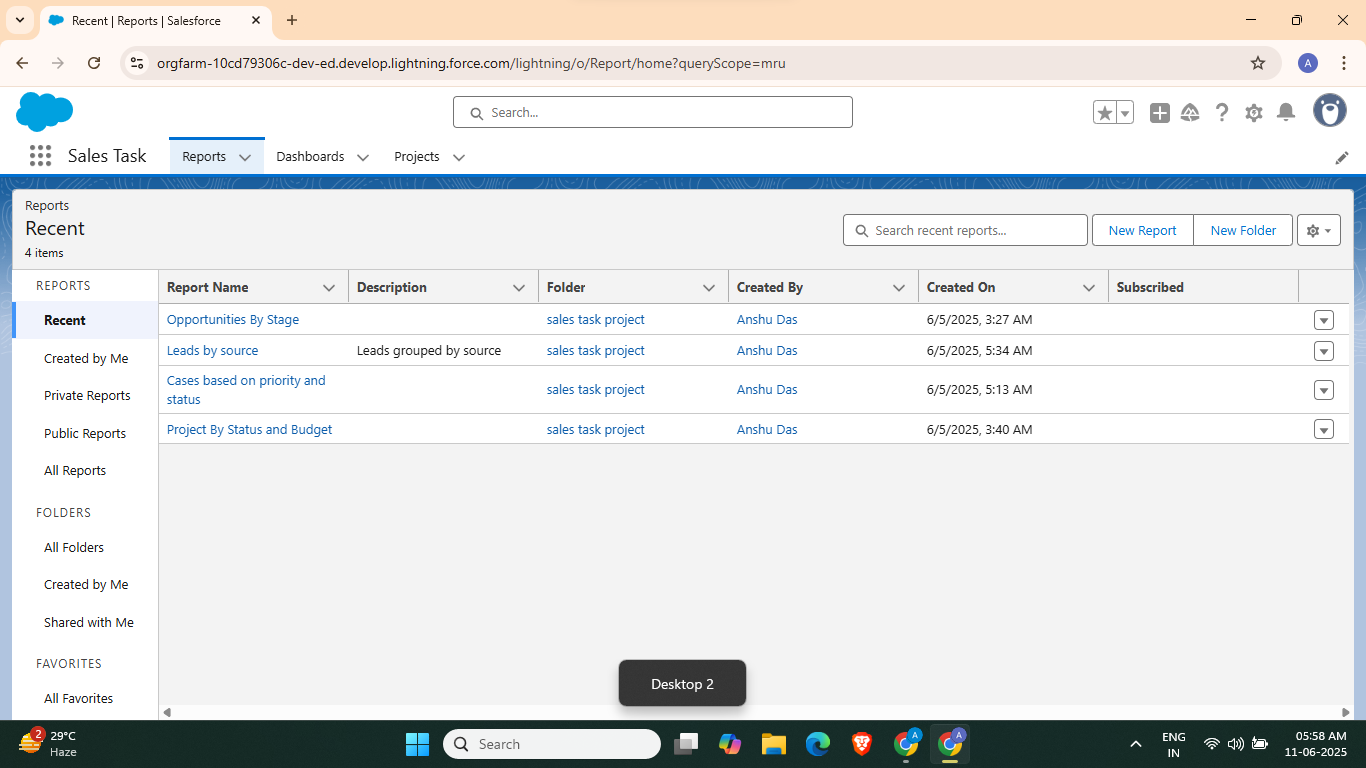 Recent | Reports | Salesforce
orgfarm-10cd79306c-dev-ed.develop.lightning.force.com/lightning/o/Report/home?queryScope=mru
A
Search...
Sales Task
Reports
Dashboards
Projects
Reports
Recent
4 items
Search recent reports...
New Report
New Folder
REPORTS
Recent
Created by Me
Private Reports
Public Reports
All Reports
FOLDERS
All Folders
Created by Me
Shared with Me
FAVORITES
All Favorites
Report Name Description Folder Created By Created On Subscribed
Opportunities By Stage sales task project Anshu Das 6/5/2025, 3:27 AM
Leads by source Leads grouped by source sales task project Anshu Das 6/5/2025, 5:34 AM
Cases based on priority and
status sales task project Anshu Das 6/5/2025, 5:13 AM
Project By Status and Budget sales task project Anshu Das 6/5/2025, 3:40 AM
Desktop 2
2
29°C
Haze
Search
A
A
ENG
IN
05:58 AM
11-06-2025